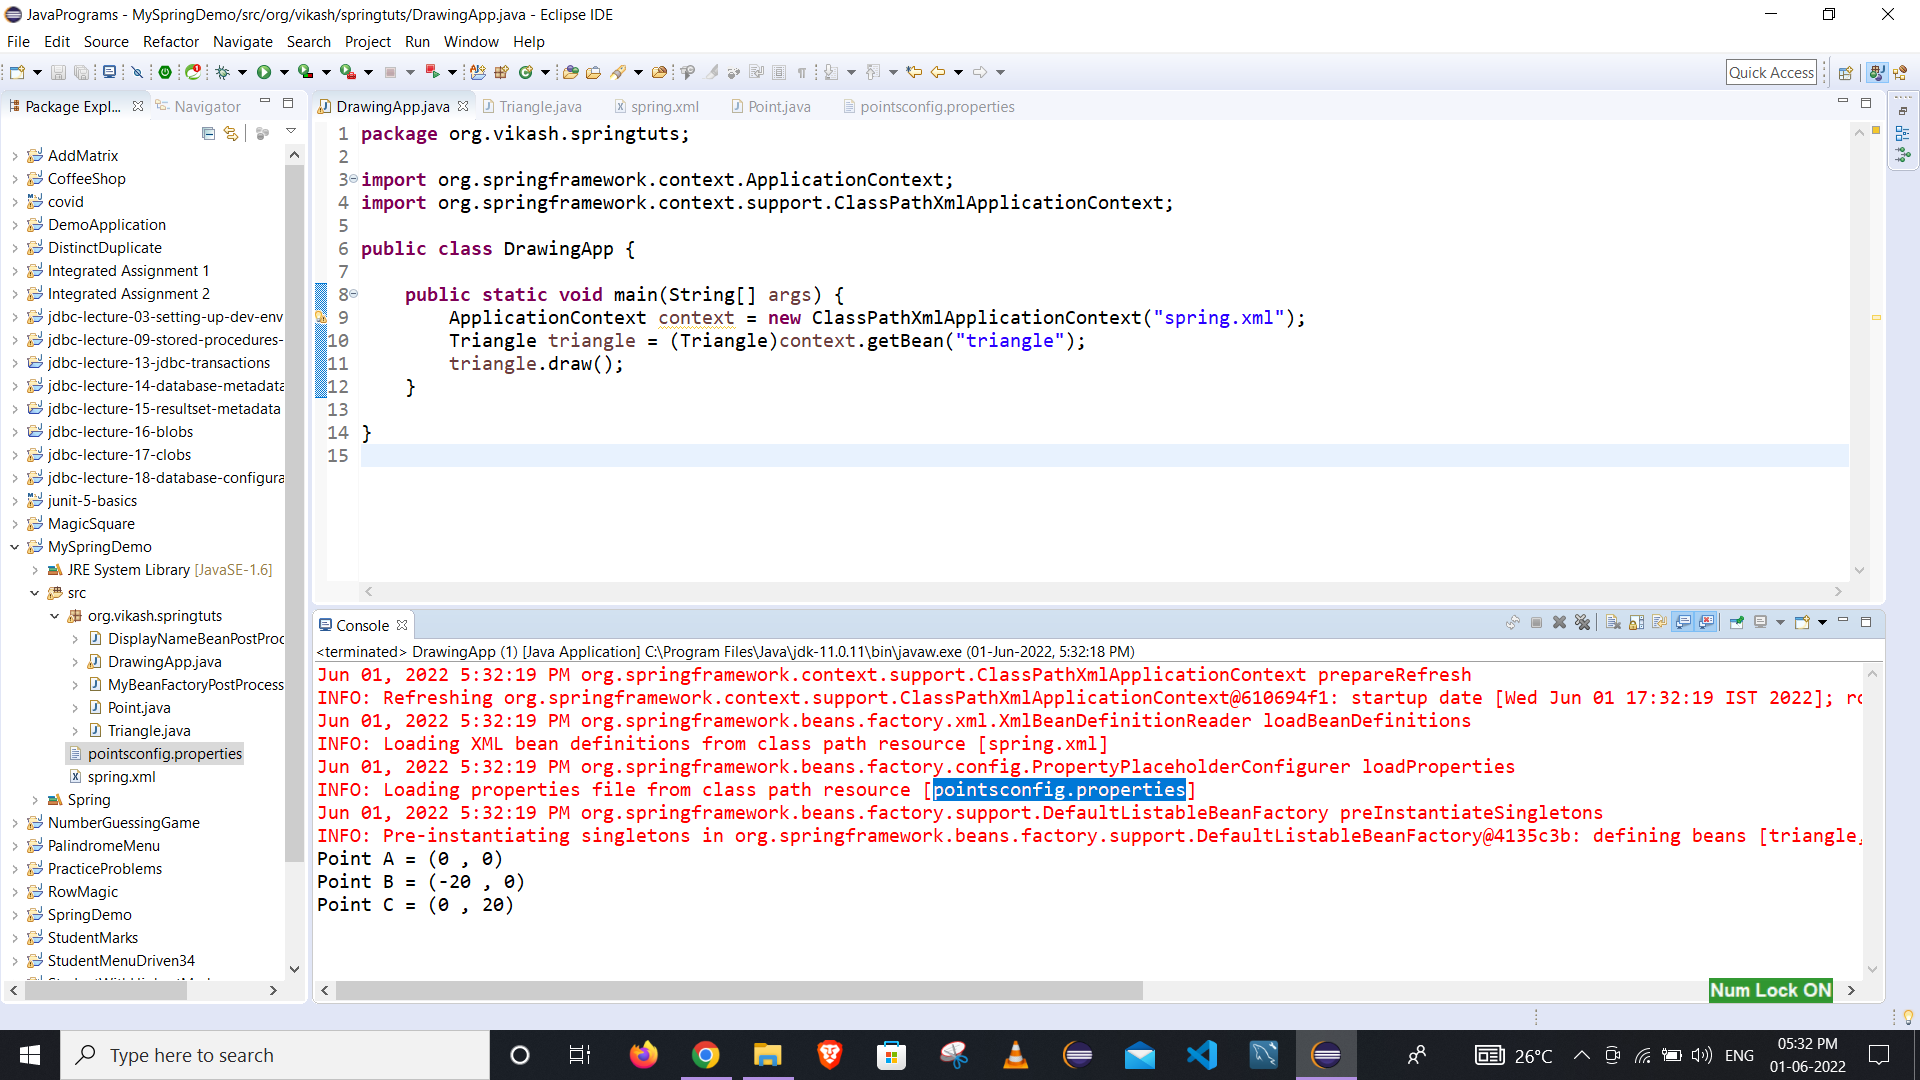 JavaPrograms - MySpringDemo/src/org/vikash/springtuts/DrawingApp.java - Eclipse IDE
File Edit Source Refactor Navigate Search Project Run Window Help
Quick Access
Package Expl...
Navigator
AddMatrix
CoffeeShop
covid
DemoApplication
DistinctDuplicate
Integrated Assignment 1
Integrated Assignment 2
jdbc-lecture-03-setting-up-dev-env
jdbc-lecture-09-stored-procedures-
jdbc-lecture-13-jdbc-transactions
jdbc-lecture-14-database-metadata
jdbc-lecture-15-resultset-metadata
jdbc-lecture-16-blobs
jdbc-lecture-17-clobs
jdbc-lecture-18-database-configura
junit-5-basics
MagicSquare
MySpringDemo
JRE System Library [JavaSE-1.6]
src
org.vikash.springtuts
DisplayNameBeanPostProc
DrawingApp.java
MyBeanFactoryPostProcess
Point.java
Triangle.java
pointsconfig.properties
spring.xml
Spring
NumberGuessingGame
PalindromeMenu
PracticeProblems
RowMagic
SpringDemo
StudentMarks
StudentMenuDriven34
DrawingApp.java Triangle.java spring.xml Point.java pointsconfig.properties
1 package org.vikash.springtuts;
2
3 import org.springframework.context.ApplicationContext;
4 import org.springframework.context.support.ClassPathXmlApplicationContext;
5
6 public class DrawingApp {
7
8 public static void main(String[] args) {
9 ApplicationContext context = new ClassPathXmlApplicationContext("spring.xml");
10 Triangle triangle = (Triangle)context.getBean("triangle");
11 triangle.draw();
12 }
13
14 }
15
Console
<terminated> DrawingApp (1) [Java Application] C:\Program Files\Java\jdk-11.0.11\bin\javaw.exe (01-Jun-2022, 5:32:18 PM)
Jun 01, 2022 5:32:19 PM org.springframework.context.support.ClassPathXmlApplicationContext prepareRefresh
INFO: Refreshing org.springframework.context.support.ClassPathXmlApplicationContext@610694f1: startup date [Wed Jun 01 17:32:19 IST 2022]; ro
Jun 01, 2022 5:32:19 PM org.springframework.beans.factory.xml.XmlBeanDefinitionReader loadBeanDefinitions
INFO: Loading XML bean definitions from class path resource [spring.xml]
Jun 01, 2022 5:32:19 PM org.springframework.beans.factory.config.PropertyPlaceholderConfigurer loadProperties
INFO: Loading properties file from class path resource [pointsconfig.properties]
Jun 01, 2022 5:32:19 PM org.springframework.beans.factory.support.DefaultListableBeanFactory preInstantiateSingletons
INFO: Pre-instantiating singletons in org.springframework.beans.factory.support.DefaultListableBeanFactory@4135c3b: defining beans [triangle,
Point A = (0 , 0)
Point B = (-20 , 0)
Point C = (0 , 20)
Num Lock ON
Type here to search
26°C
ENG
05:32 PM
01-06-2022